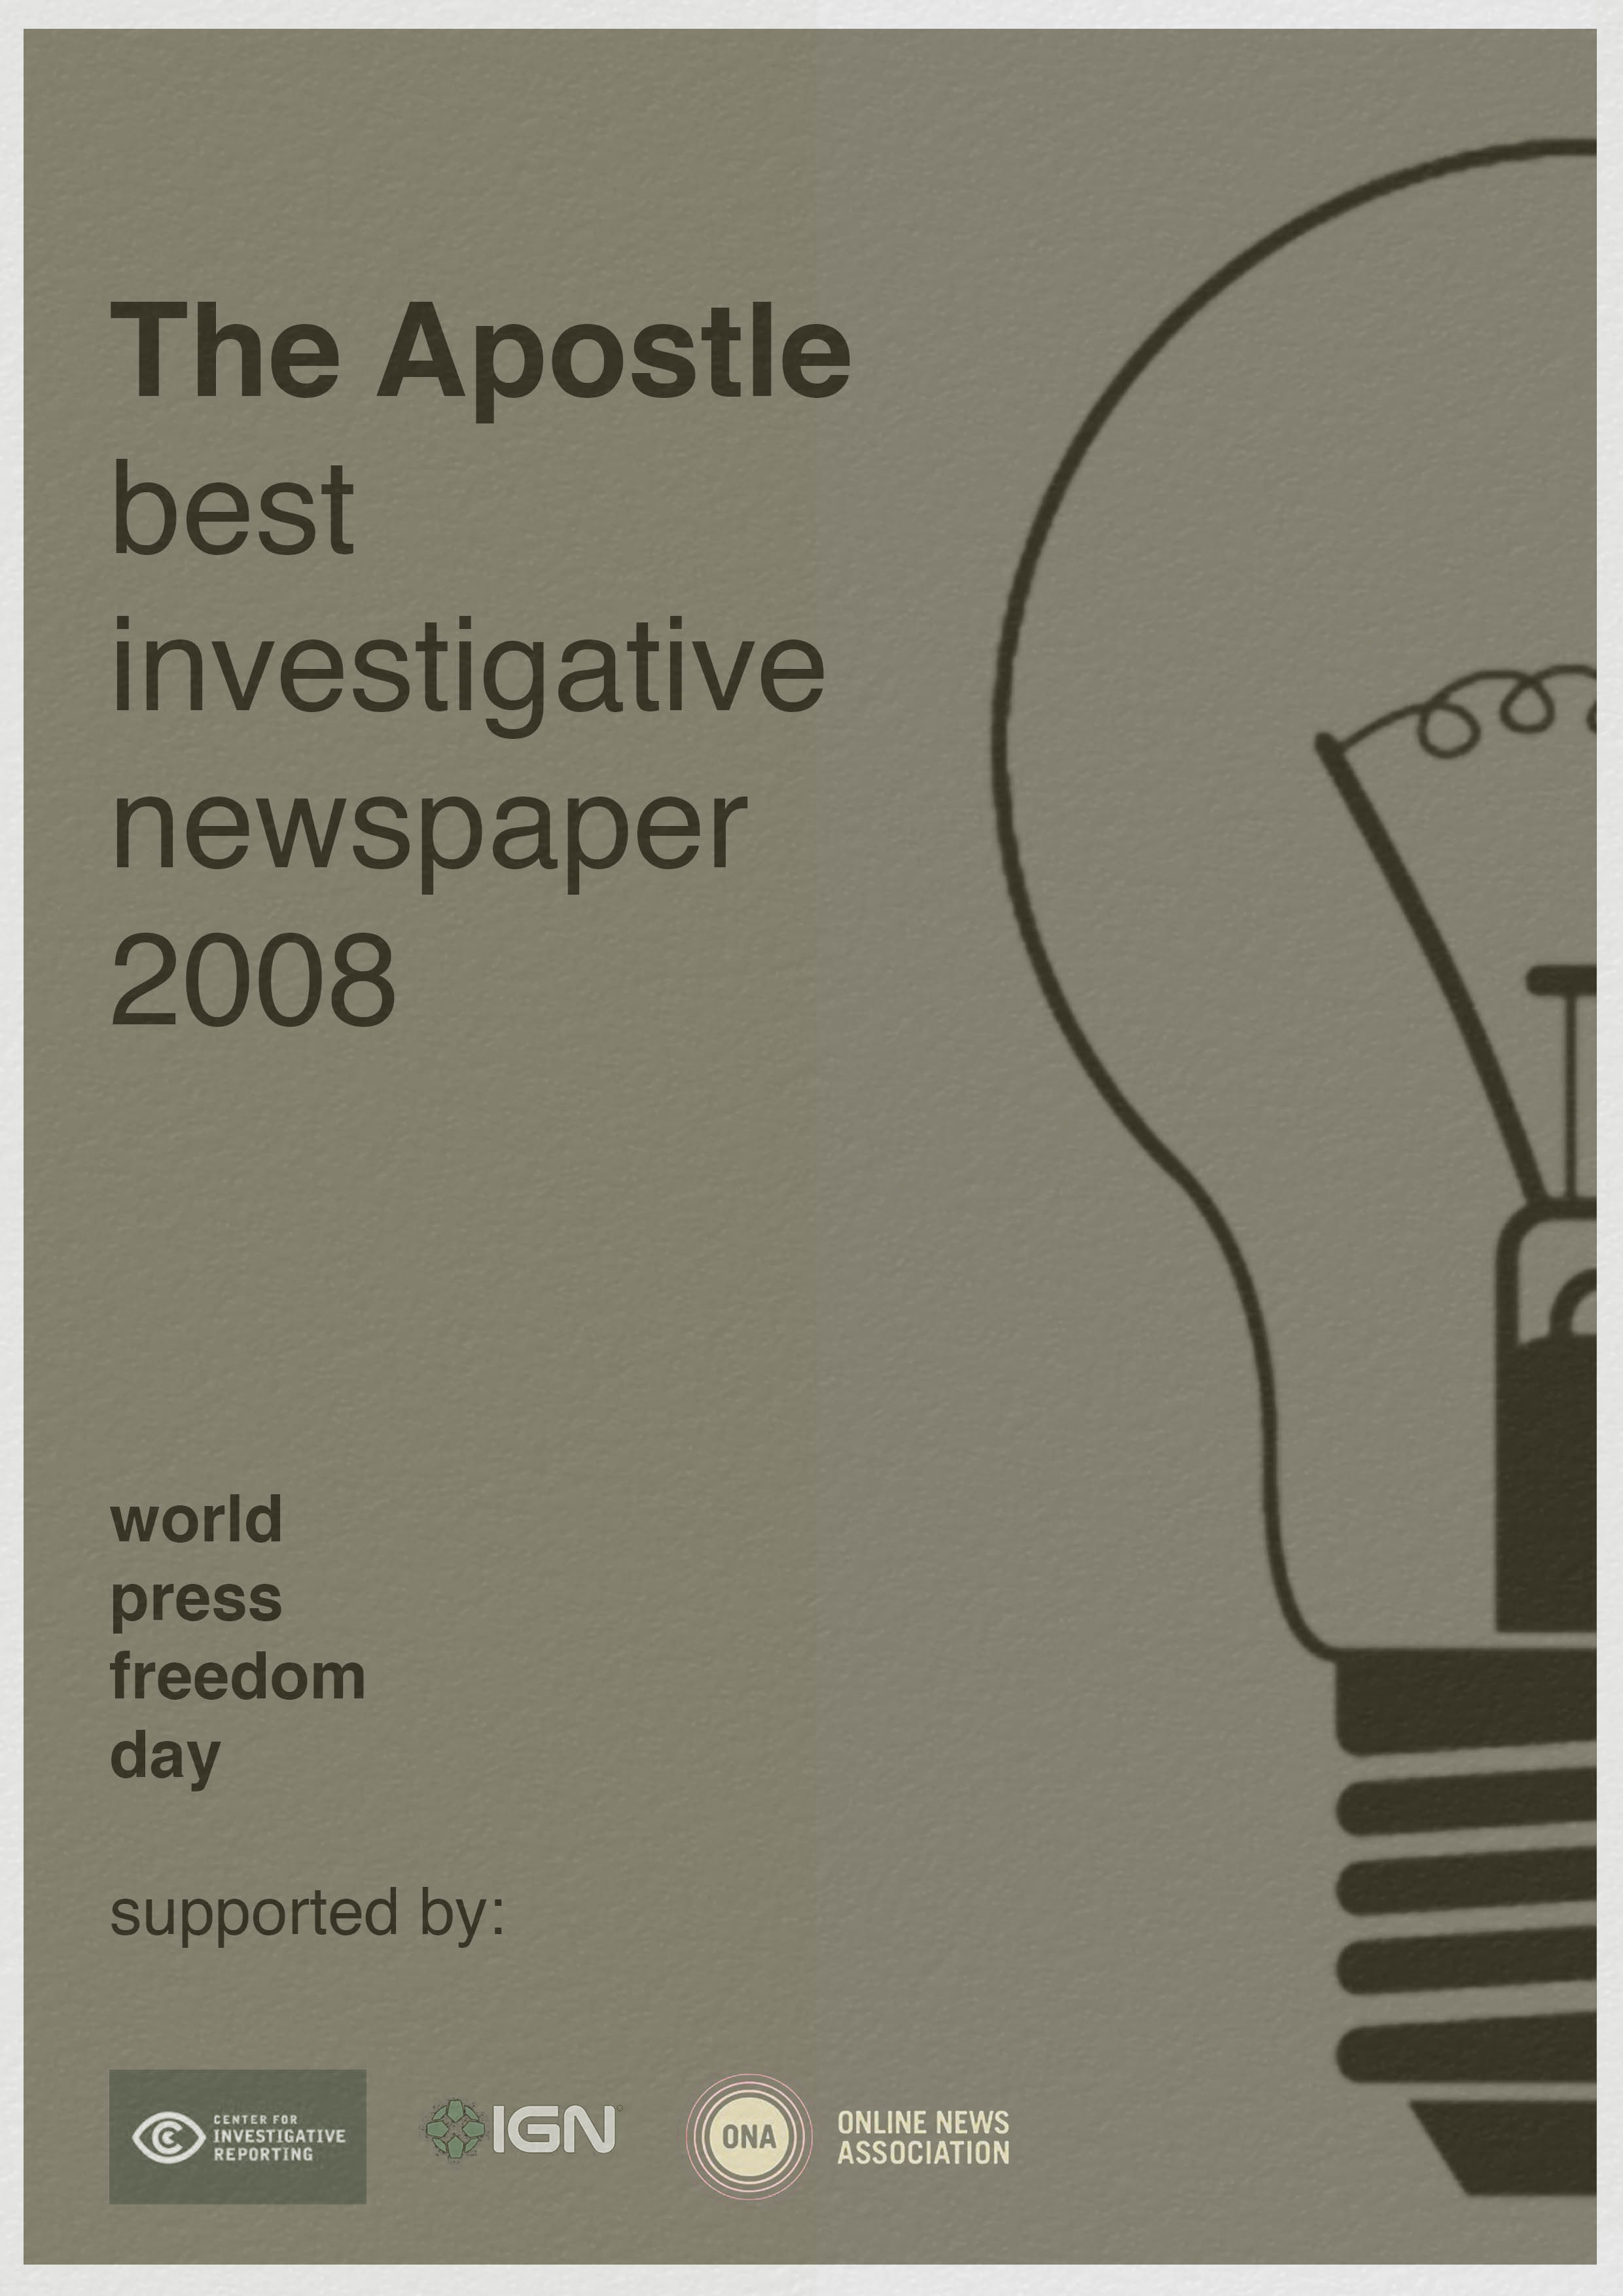 The Apostle
best
investigative
newspaper
2008
world
press
freedom
day
supported by:
CENTER FOR
INVESTIGATIVE
REPORTING
IGN
ONA
ONLINE NEWS
ASSOCIATION